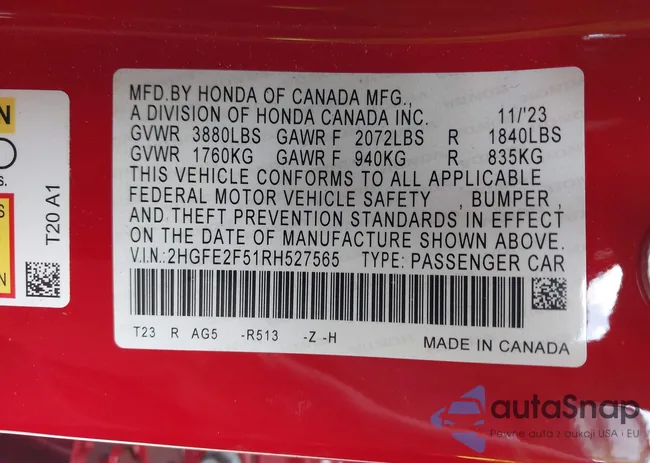 N
s.
S
T20 A1
MFD.BY HONDA OF CANADA MFG.,
A DIVISION OF HONDA CANADA INC. 11/'23
GVWR 3880LBS GAWR F 2072LBS R 1840LBS
GVWR 1760KG GAWR F 940KG R 835KG
THIS VEHICLE CONFORMS TO ALL APPLICABLE
FEDERAL MOTOR VEHICLE SAFETY , BUMPER ,
AND THEFT PREVENTION STANDARDS IN EFFECT
ON THE DATE OF MANUFACTURE SHOWN ABOVE.
V.I.N.:2HGFE2F51RH527565 TYPE: PASSENGER CAR
T23 R AG5 -R513 -Z -H
MADE IN CANADA
autaSnap
Pewne auta z aukcji USA i EU